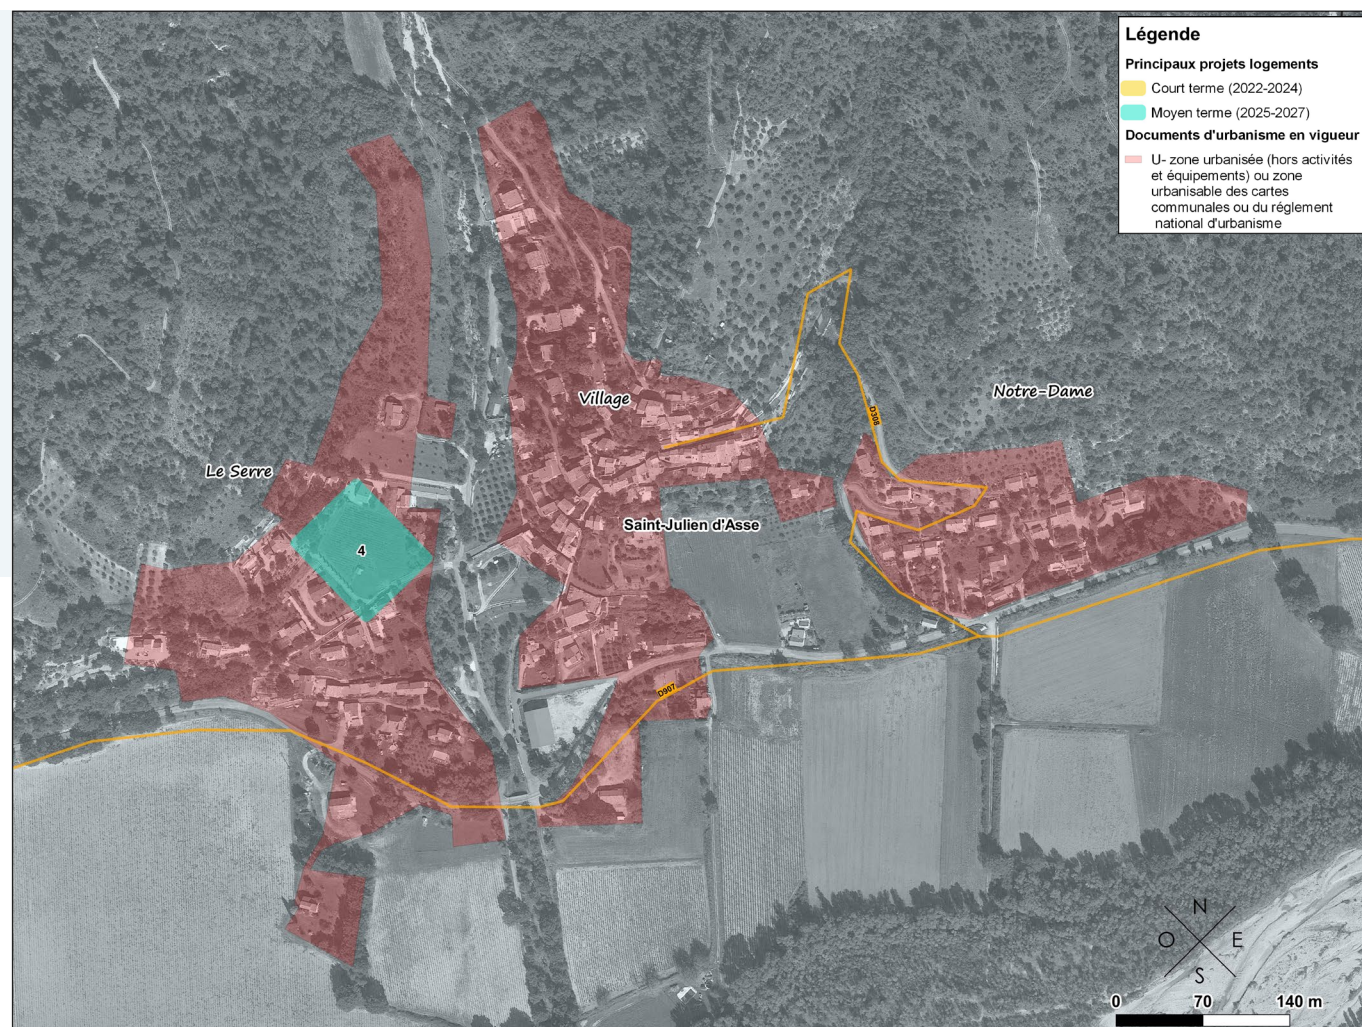 Légende
Principaux projets logements
Court terme (2022-2024)
Moyen terme (2025-2027)
Documents d'urbanisme en vigueur
U- zone urbanisée (hors activités
et équipements) ou zone
urbanisable des cartes
communales ou du réglement
national d'urbanisme
Village
Notre-Dame
D308
Le Serre
Saint-Julien d'Asse
4
D907
N
O E
S
0 70 140 m